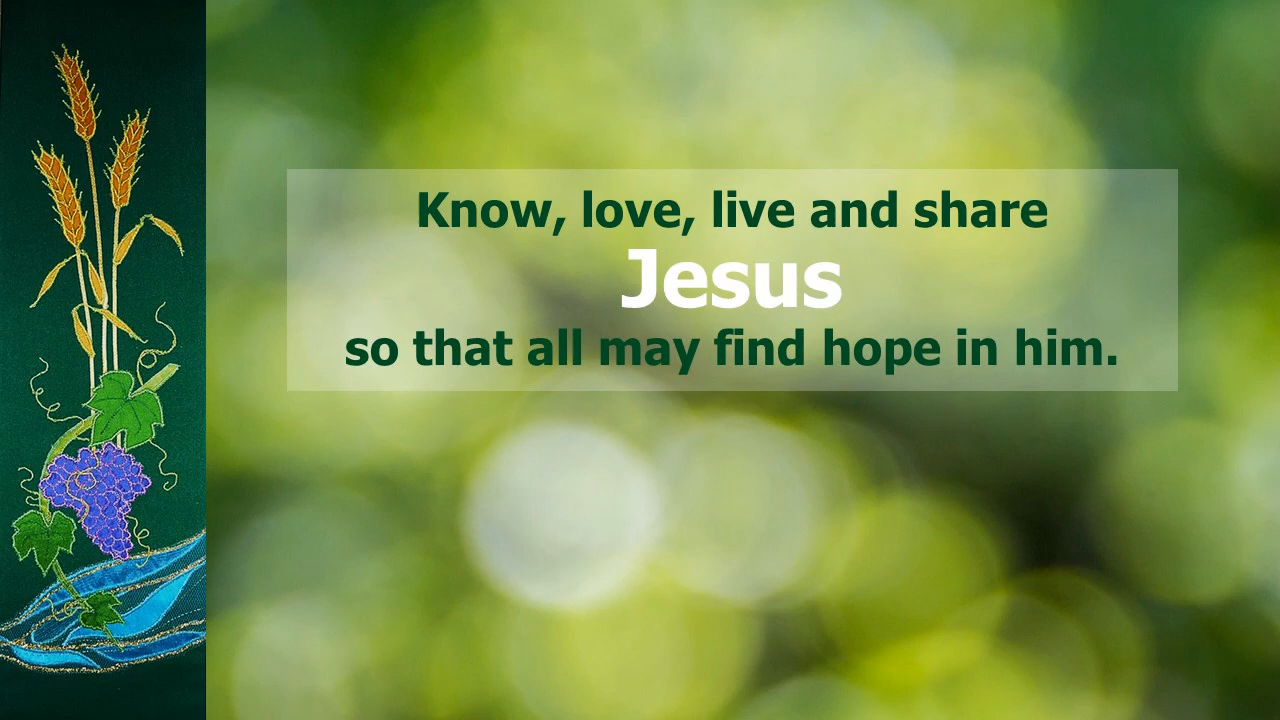 Know, love, live and share
Jesus
so that all may find hope in him.